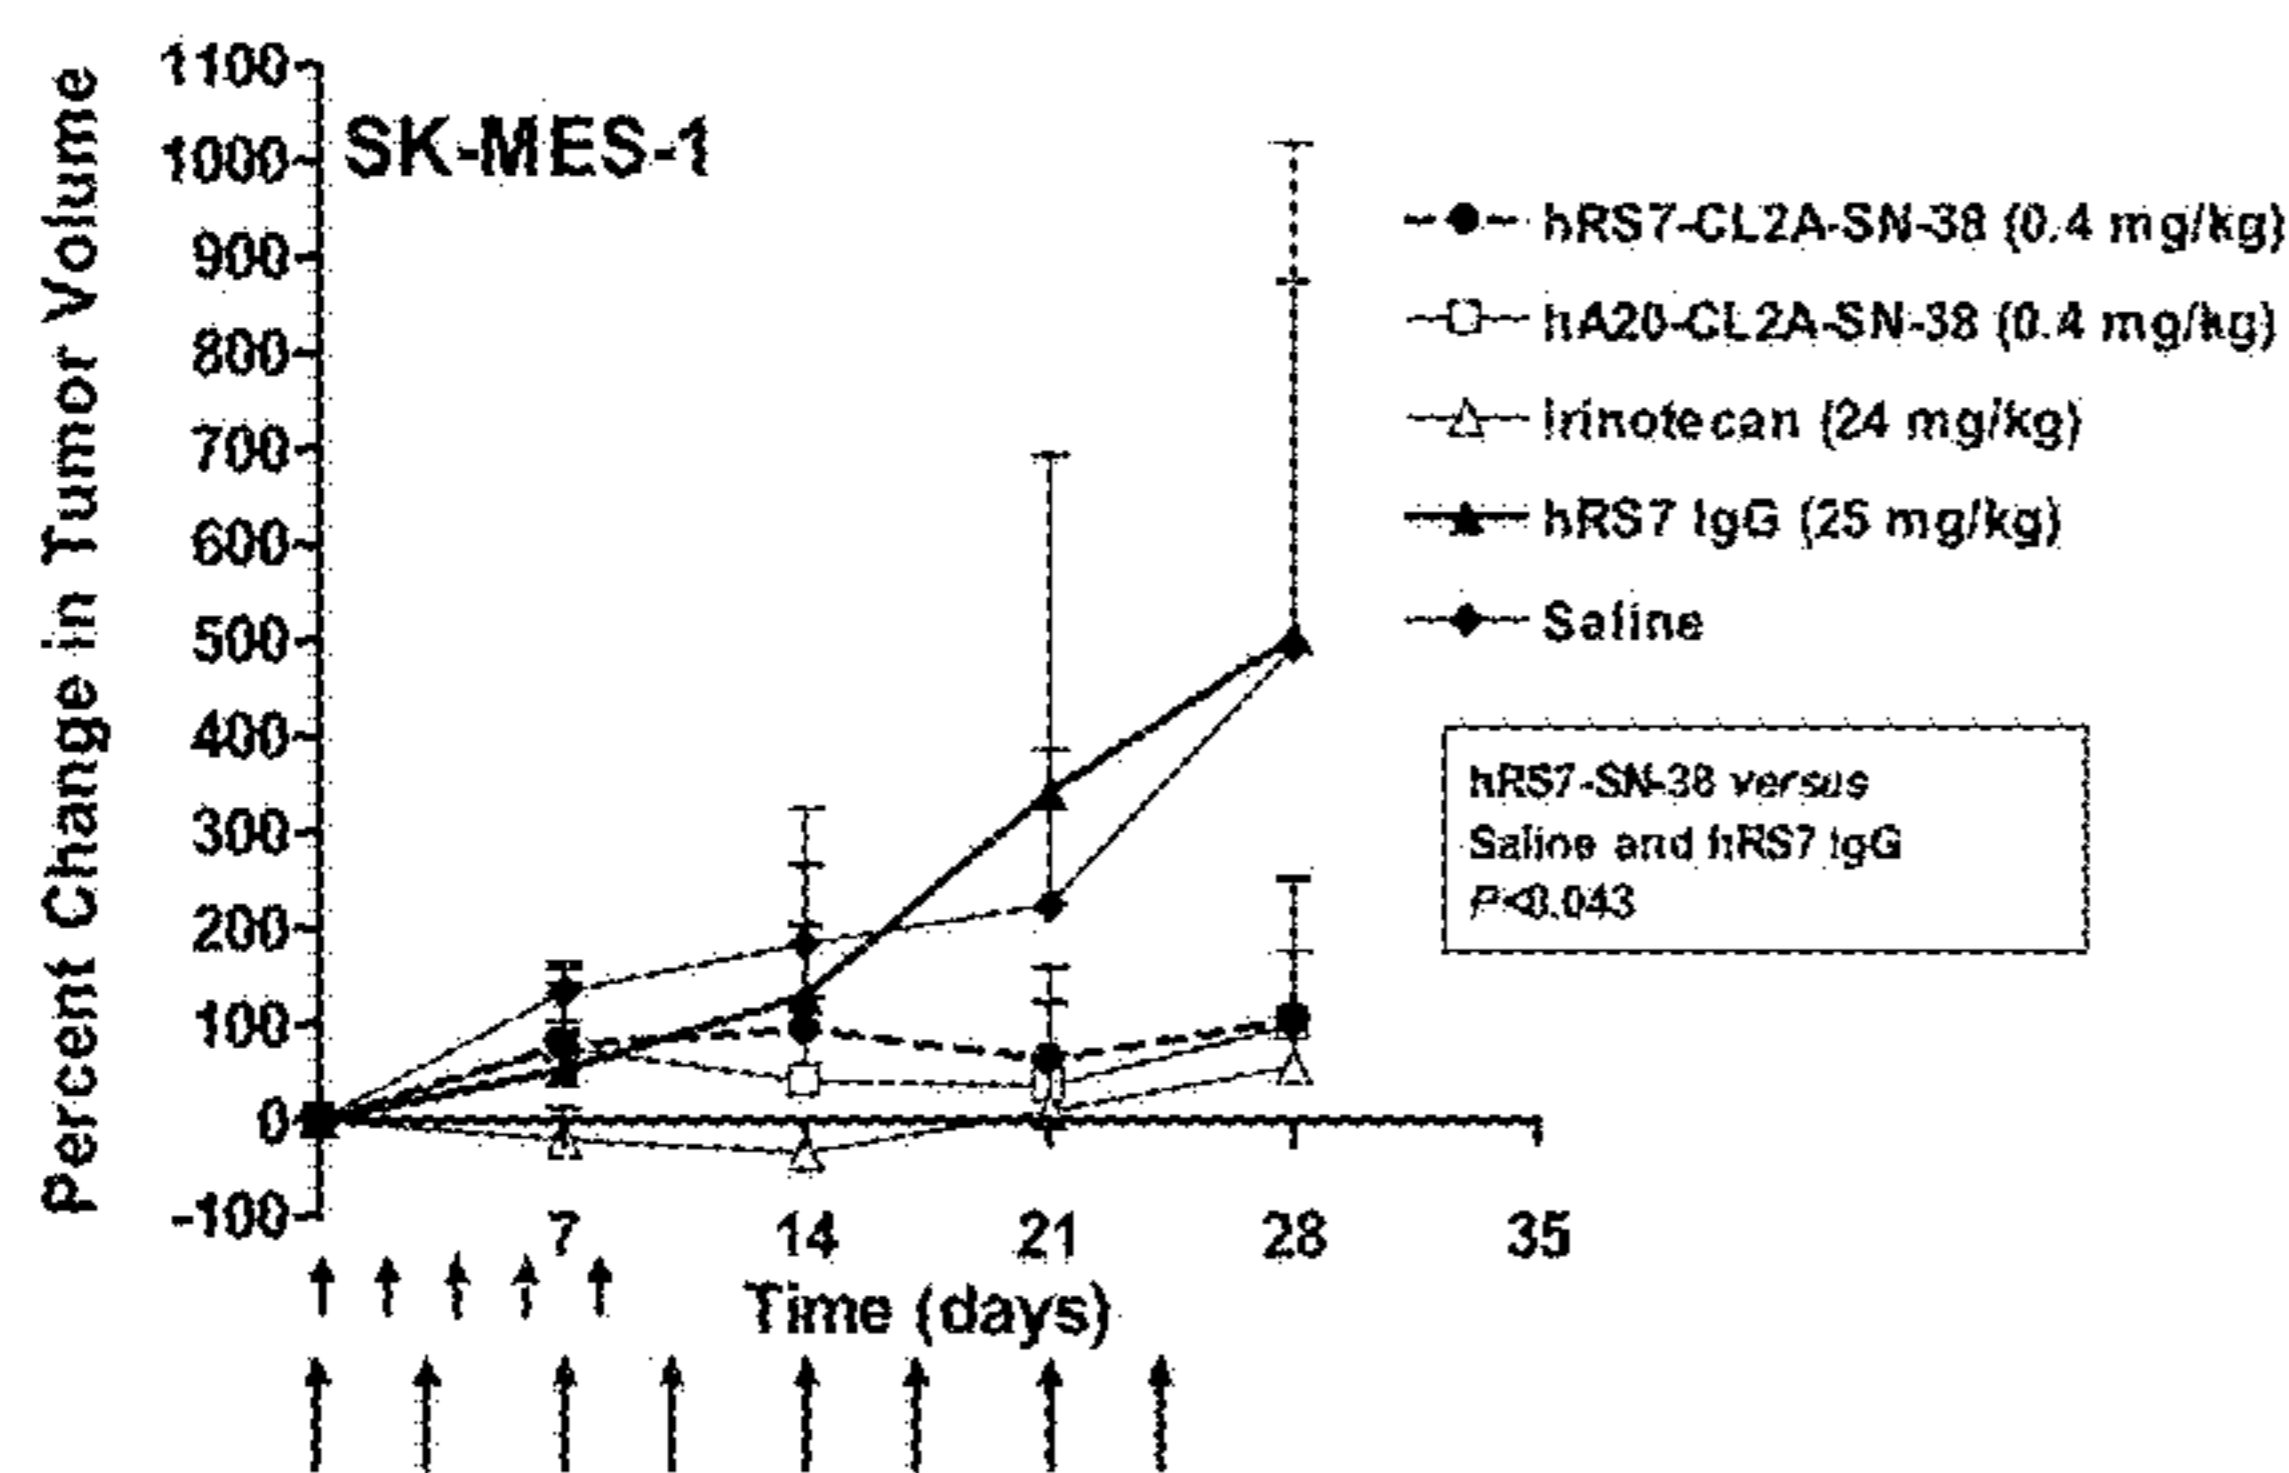 SK-MES-1
Percent Change in Tumor Volume
1100
1000
900
800
700
600
500
400
300
200
100
0
-100
7 14 21 28 35
Time (days)
hRS7-CL2A-SN-38 (0.4 mg/kg)
hA20-CL2A-SN-38 (0.4 mg/kg)
Irinotecan (24 mg/kg)
hRS7 IgG (25 mg/kg)
Saline
hRS7-SN-38 versus
Saline and hRS7 IgG
P<0.043